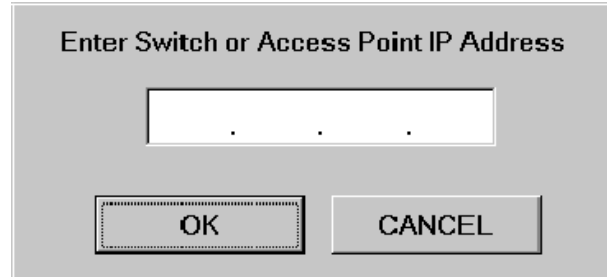 Enter Switch or Access Point IP Address
. . .
OK CANCEL